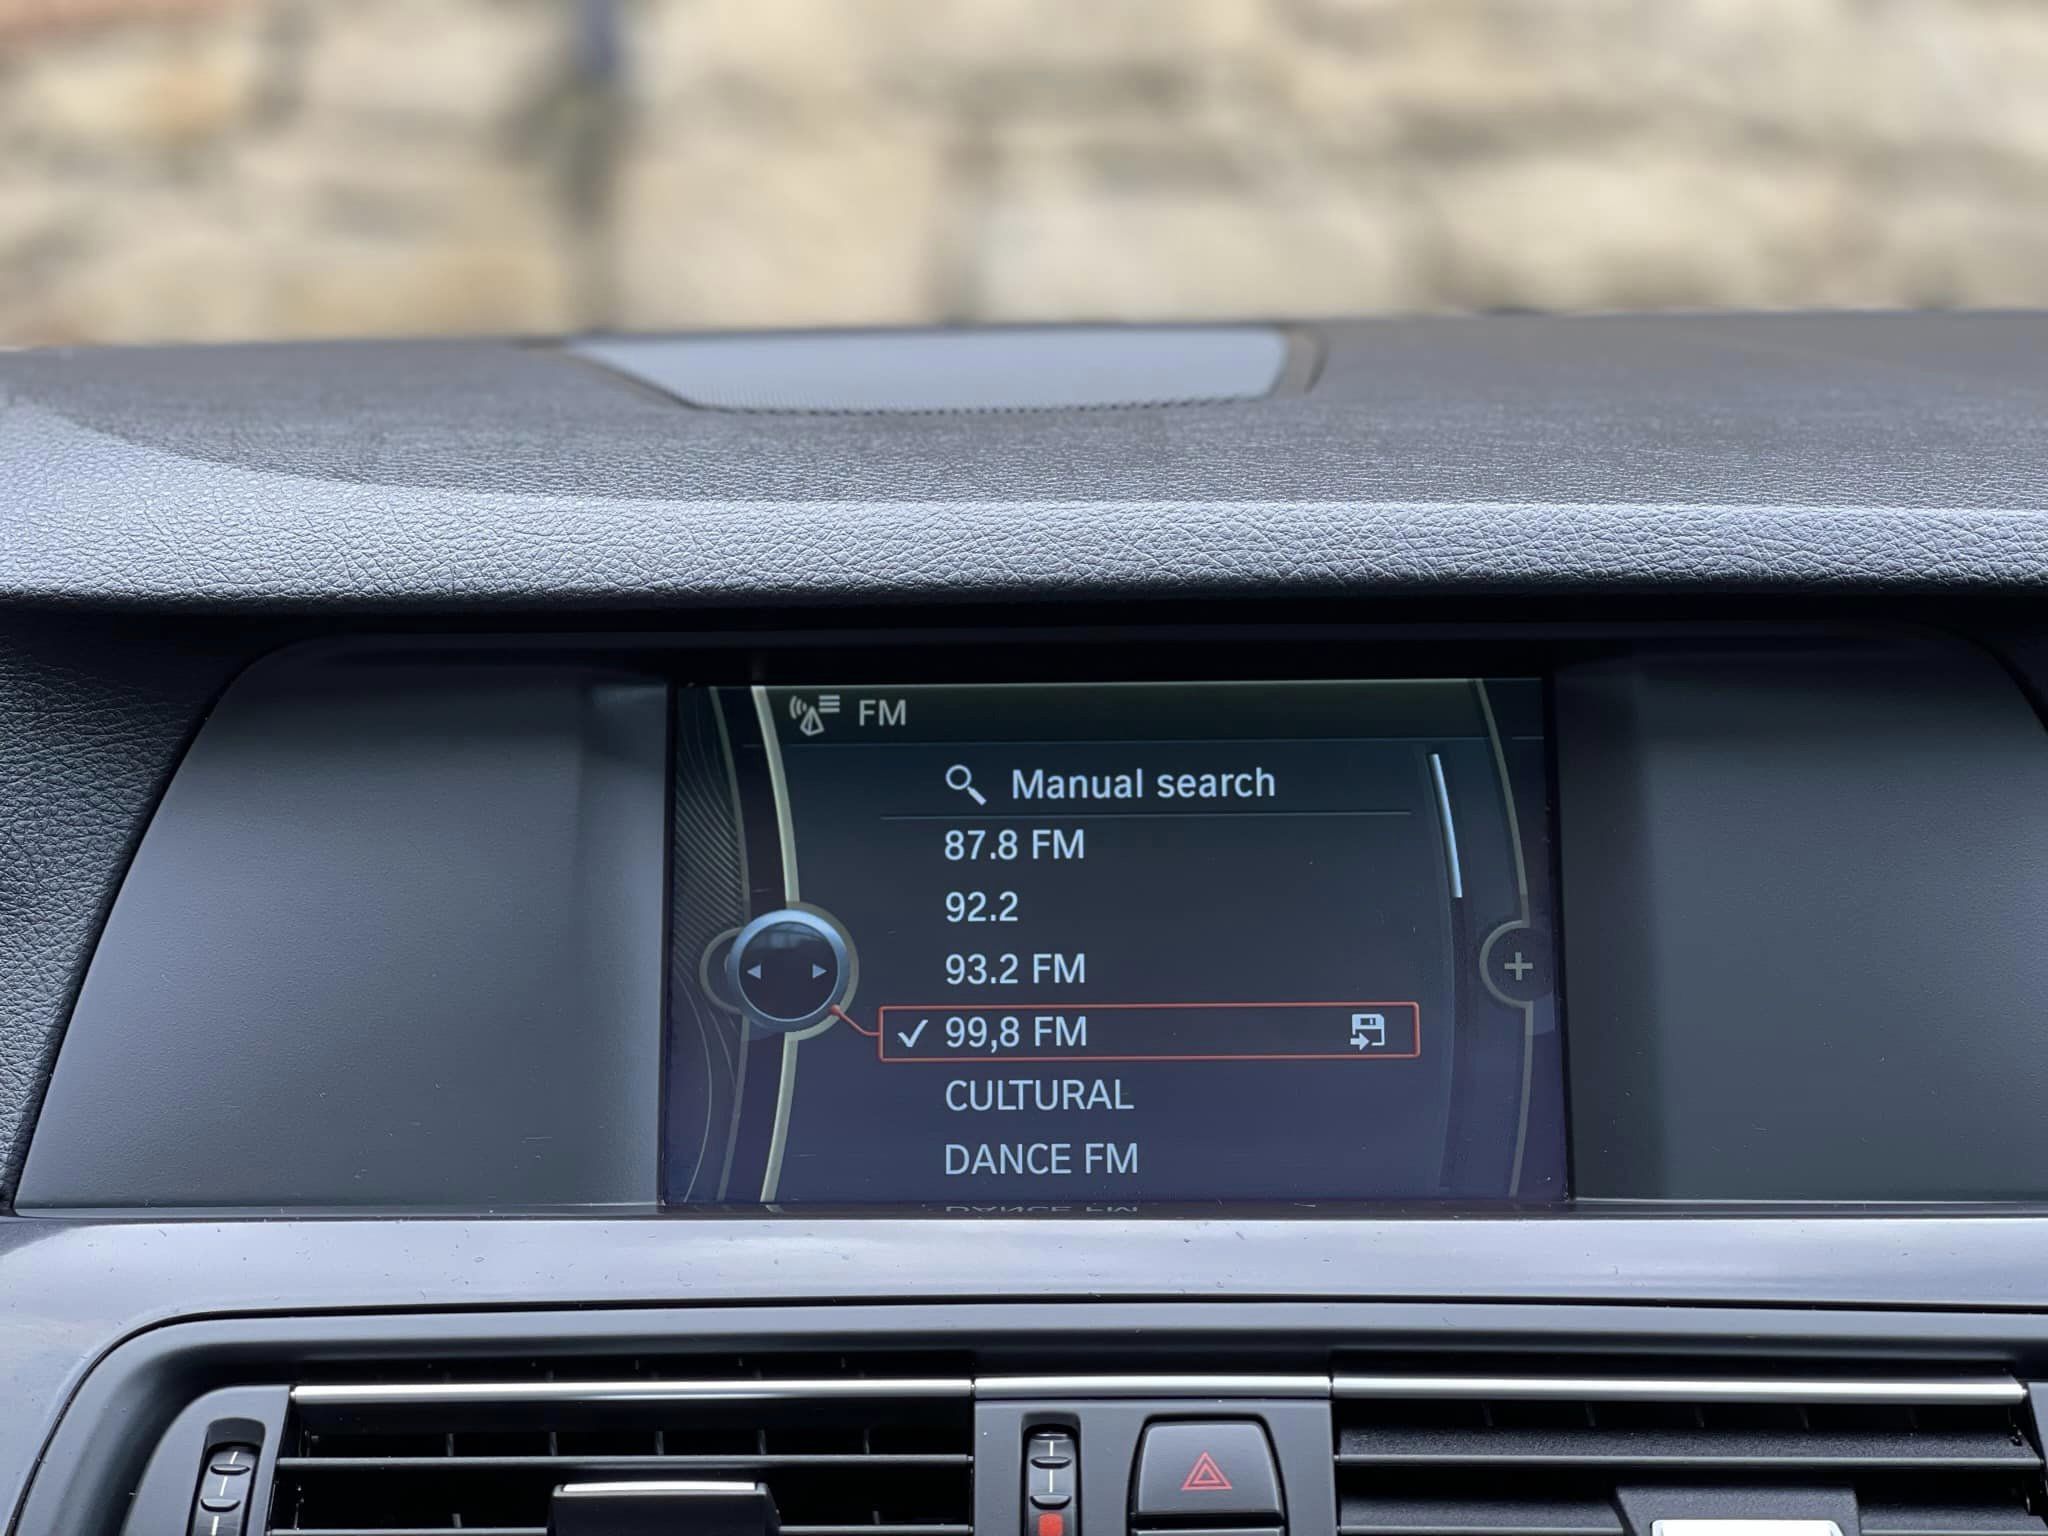 FM
Manual search
87.8 FM
92.2
93.2 FM
99,8 FM
CULTURAL
DANCE FM